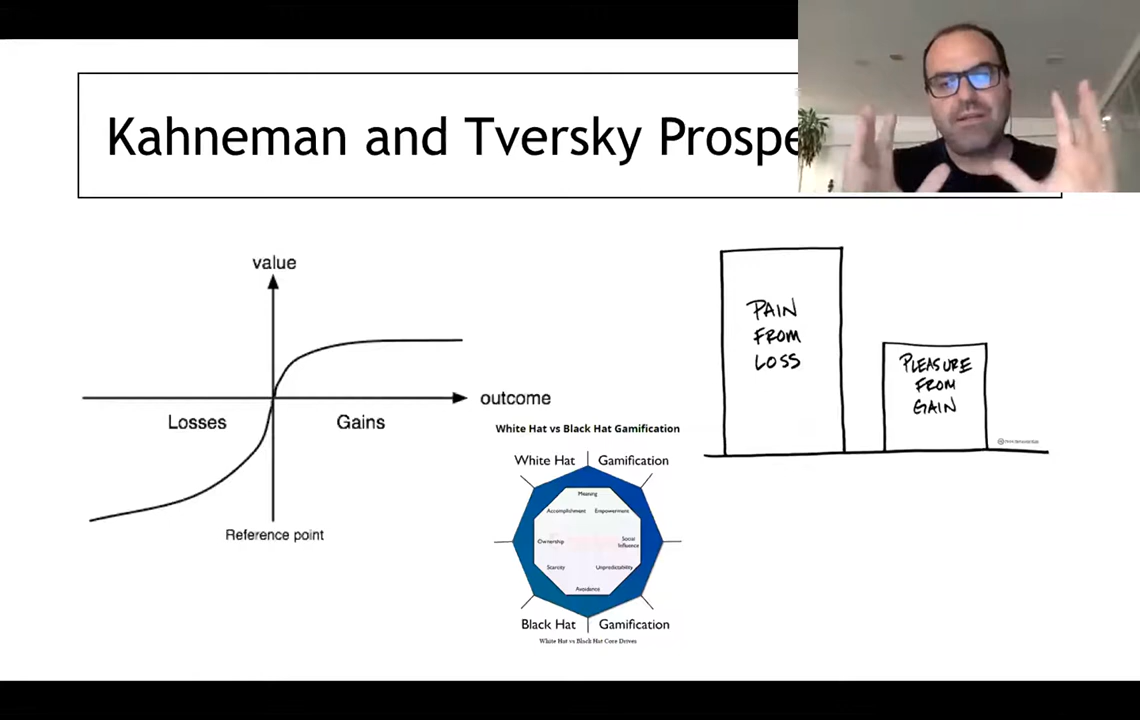 Kahneman and Tversky Prospe
value
outcome
Losses
Gains
Reference point
White Hat vs Black Hat Gamification
White Hat Gamification
Meaning
Accomplishment Empowerment
Ownership
Social
Influence
Scarcity Unpredictability
Avoidance
Black Hat Gamification
White Hat vs Black Hat Core Drives
PAIN
FROM
LOSS
PLEASURE
FROM
GAIN